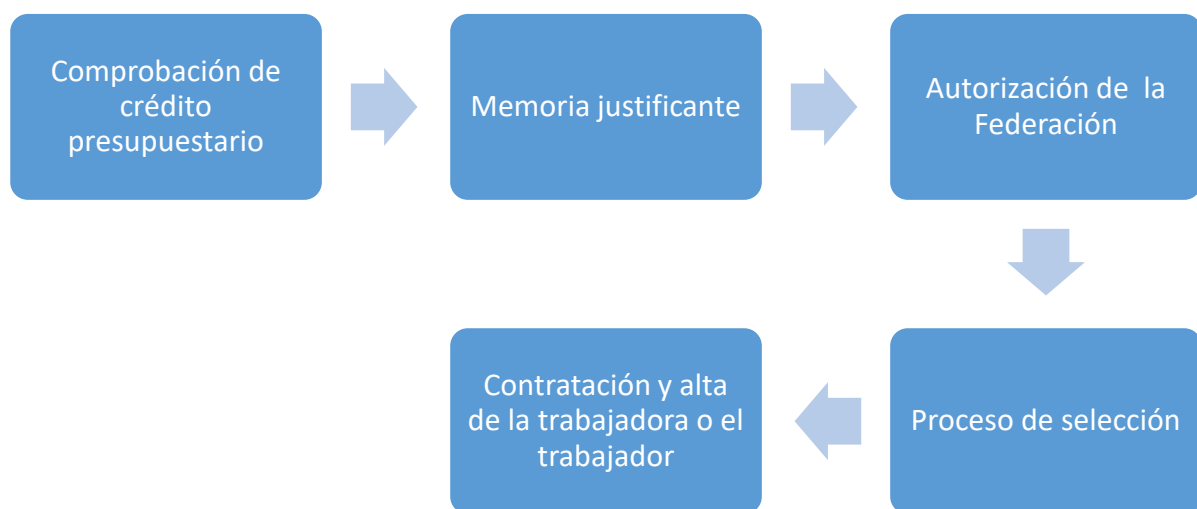 Comprobación de
crédito
presupuestario
Memoria justificante
Autorización de  la
Federación
Proceso de selección
Contratación y alta
de la trabajadora o el
trabajador